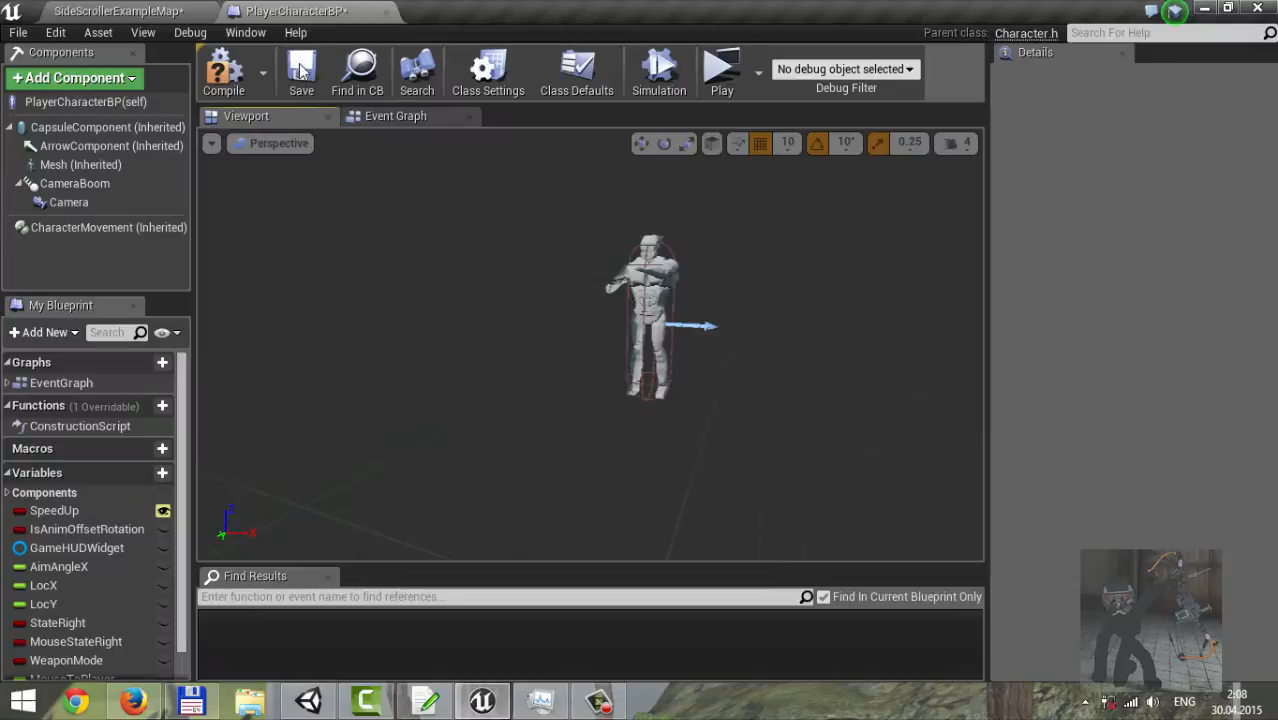 SideScrollerExampleMap*
PlayerCharacterBP*
File Edit Asset View Debug Window Help
Parent class: Character.h
Search For Help
Components
+ Add Component
PlayerCharacterBP(self)
CapsuleComponent (Inherited)
ArrowComponent (Inherited)
Mesh (Inherited)
CameraBoom
Camera
CharacterMovement (Inherited)
Compile
Save
Find in CB
Search
Class Settings
Class Defaults
Simulation
Play
No debug object selected
Debug Filter
Details
Viewport
Event Graph
Perspective
10
10°
0.25
4
Z
X
Y
My Blueprint
+ Add New
Search
Graphs
EventGraph
Functions (1 Overridable)
ConstructionScript
Macros
Variables
Components
SpeedUp
IsAnimOffsetRotation
GameHUDWidget
AimAngleX
LocX
LocY
StateRight
MouseStateRight
WeaponMode
MouseToPlayer
Find Results
Enter function or event name to find references...
Find In Current Blueprint Only
ENG
2:08
30.04.2015